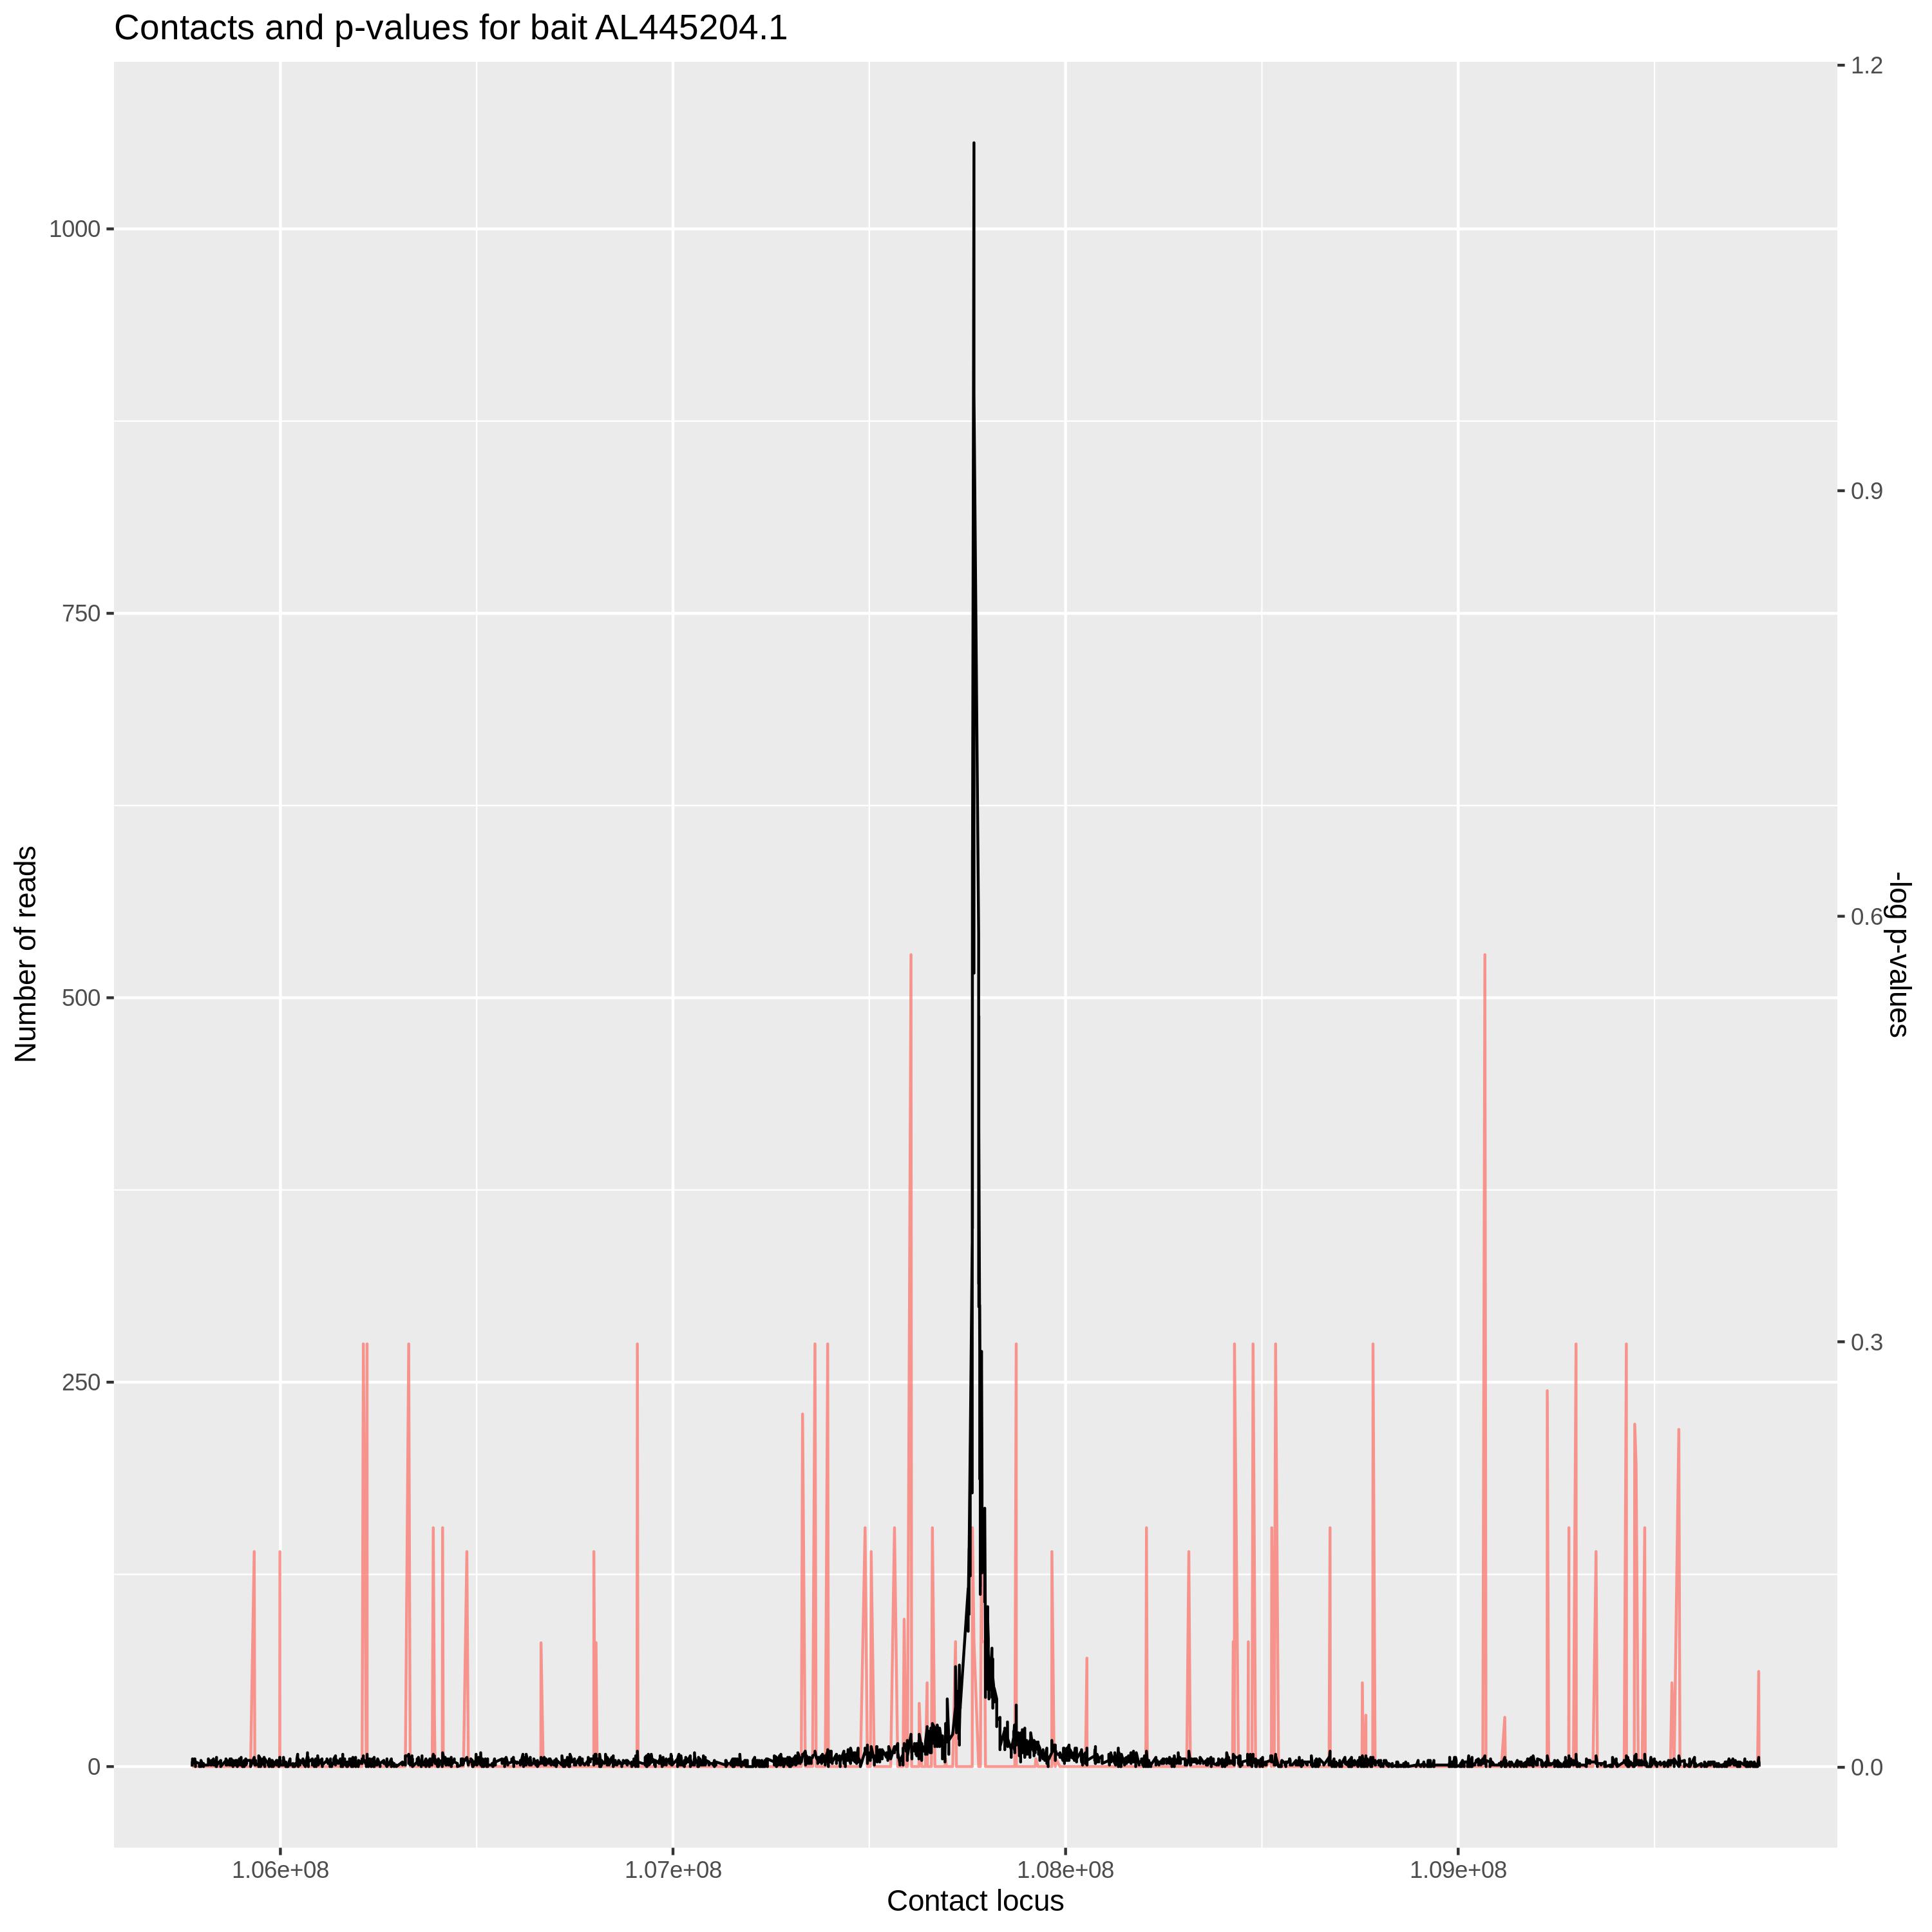 Contacts and p-values for bait AL445204.1
1.2
1000
0.9
750
0.6
Number of reads
-log p-values
500
0.3
250
0
0.0
1.06e+08
1.07e+08
1.08e+08
1.09e+08
Contact locus